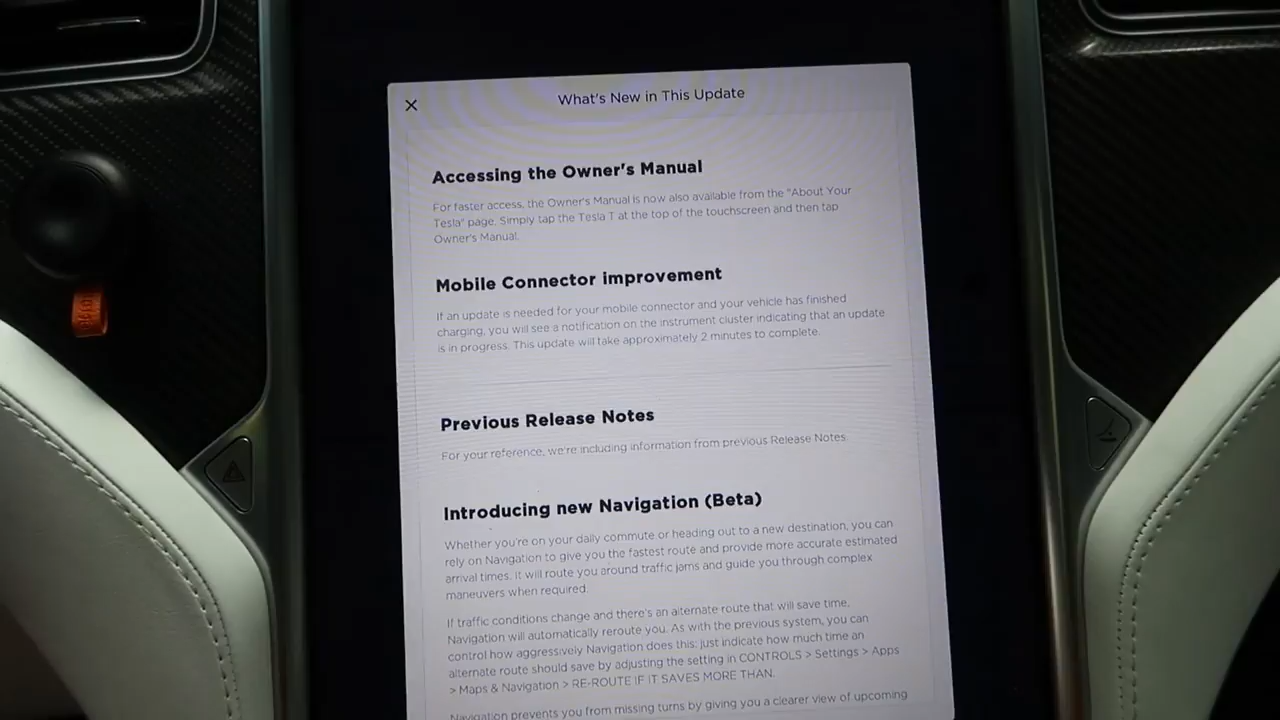 What's New in This Update
Accessing the Owner's Manual
For faster access, the Owner's Manual is now also available from the "About Your
Tesla" page. Simply tap the Tesla T at the top of the touchscreen and then tap
Owner's Manual.
Mobile Connector improvement
If an update is needed for your mobile connector and your vehicle has finished
charging, you will see a notification on the instrument cluster indicating that an update
is in progress. This update will take approximately 2 minutes to complete.
Previous Release Notes
For your reference, we're including information from previous Release Notes.
Introducing new Navigation (Beta)
Whether you're on your daily commute or heading out to a new destination, you can
rely on Navigation to give you the fastest route and provide more accurate estimated
arrival times. It will route you around traffic jams and guide you through complex
maneuvers when required.
If traffic conditions change and there's an alternate route that will save time,
Navigation will automatically reroute you. As with the previous system, you can
control how aggressively Navigation does this: just indicate how much time an
alternate route should save by adjusting the setting in CONTROLS > Settings > Apps
> Maps & Navigation > RE-ROUTE IF IT SAVES MORE THAN.
Navigation prevents you from missing turns by giving you a clearer view of upcoming